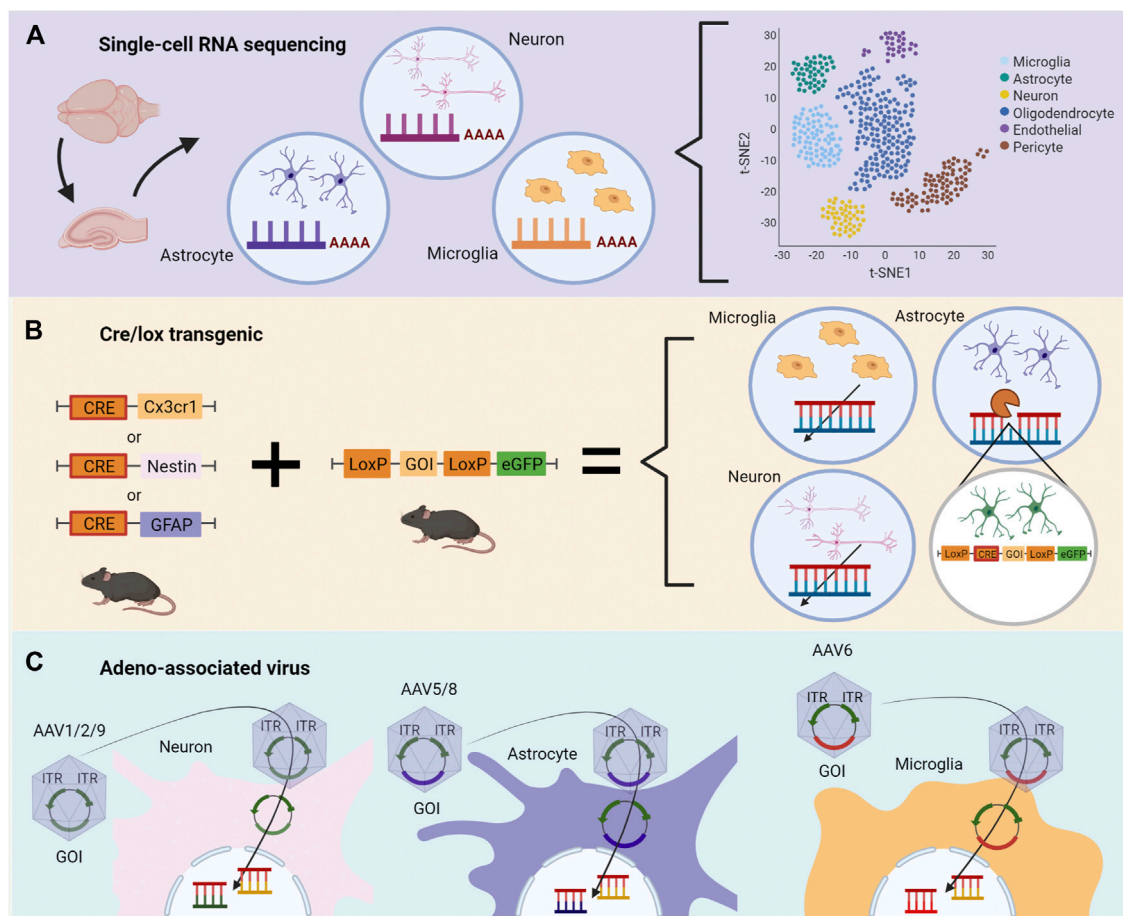 A
Single-cell RNA sequencing
Neuron
AAAA
AAAA
Astrocyte
AAAA
Microglia
t-SNE2
30
20
10
0
-10
-20
-30
-30
-20
-10
0
10
20
30
t-SNE1
Microglia
Astrocyte
Neuron
Oligodendrocyte
Endothelial
Pericyte
B
Cre/lox transgenic
CRE Cx3cr1
or
CRE Nestin
or
CRE GFAP
LoxP GOI LoxP eGFP
Microglia
Astrocyte
Neuron
LoxP CRE GOI LoxP eGFP
C
Adeno-associated virus
AAV1/2/9
ITR ITR
GOI
Neuron
ITR ITR
AAV5/8
ITR ITR
GOI
Astrocyte
ITR ITR
AAV6
ITR ITR
GOI
Microglia
ITR ITR